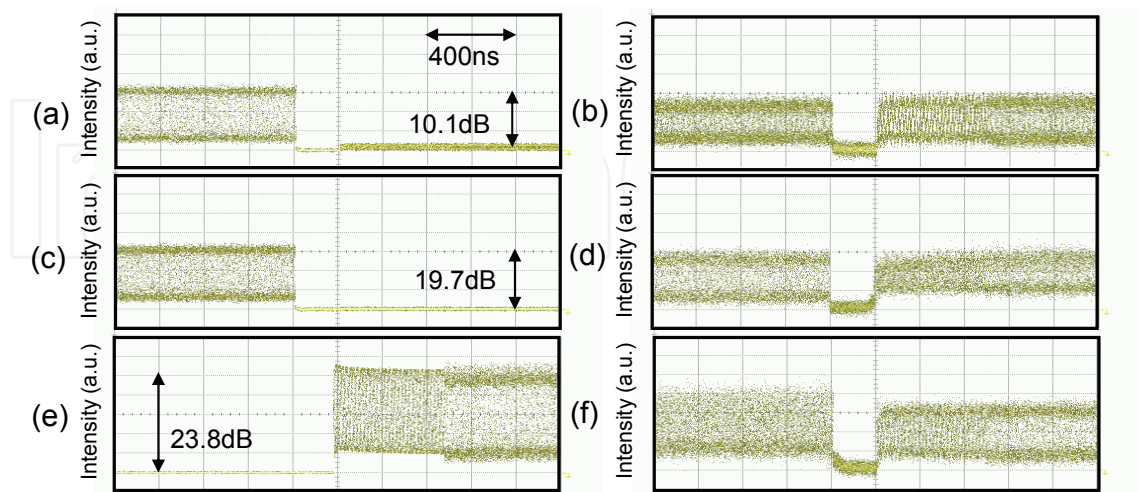 (a)
Intensity (a.u.)
400ns
10.1dB
(b)
Intensity (a.u.)
(c)
Intensity (a.u.)
19.7dB
(d)
Intensity (a.u.)
(e)
Intensity (a.u.)
23.8dB
(f)
Intensity (a.u.)